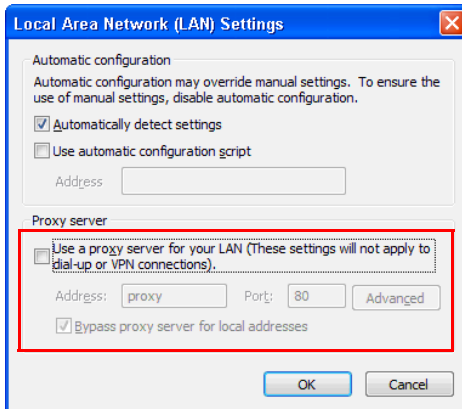 Local Area Network (LAN) Settings
Automatic configuration
Automatic configuration may override manual settings. To ensure the
use of manual settings, disable automatic configuration.
Automatically detect settings
Use automatic configuration script
Address
Proxy server
Use a proxy server for your LAN (These settings will not apply to
dial-up or VPN connections).
Address: proxy Port: 80 Advanced
Bypass proxy server for local addresses
OK Cancel